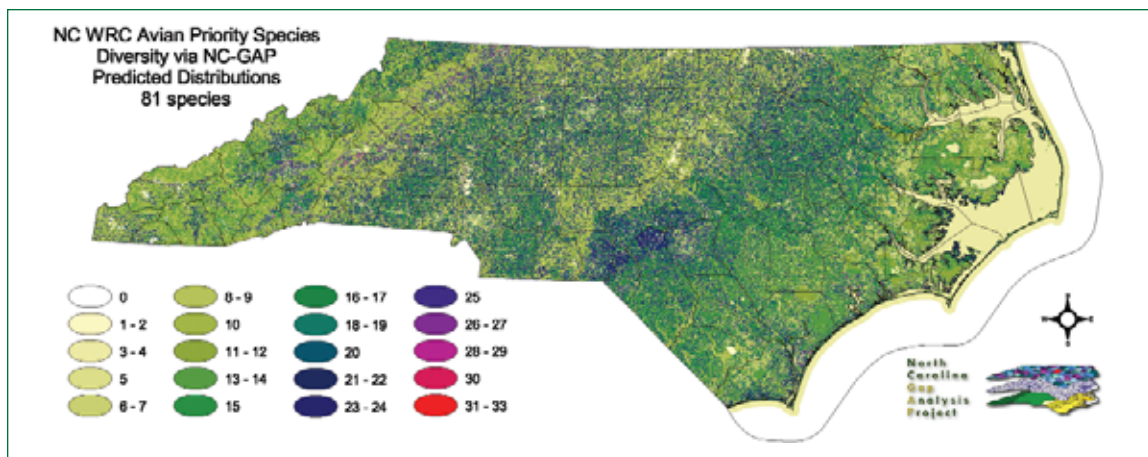 NC WRC Avian Priority Species
Diversity via NC-GAP
Predicted Distributions
81 species
0
1 - 2
3 - 4
5
6 - 7
8 - 9
10
11 - 12
13 - 14
15
16 - 17
18 - 19
20
21 - 22
23 - 24
25
26 - 27
28 - 29
30
31 - 33
North
Carolina
Gap
Analysis
Project